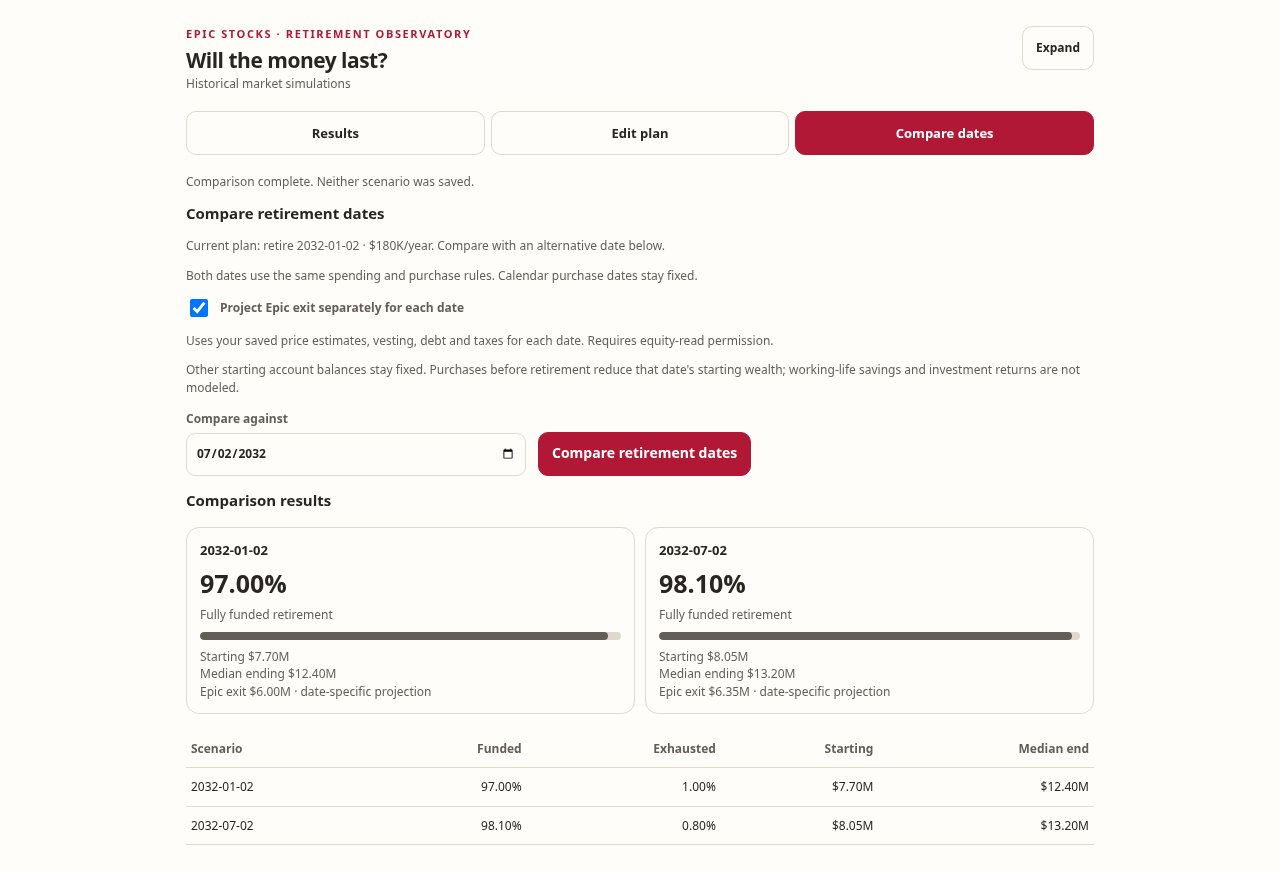 EPIC STOCKS · RETIREMENT OBSERVATORY
Will the money last?
Historical market simulations
Expand
Results
Edit plan
Compare dates
Comparison complete. Neither scenario was saved.
Compare retirement dates
Current plan: retire 2032-01-02 · $180K/year. Compare with an alternative date below.
Both dates use the same spending and purchase rules. Calendar purchase dates stay fixed.
Project Epic exit separately for each date
Uses your saved price estimates, vesting, debt and taxes for each date. Requires equity-read permission.
Other starting account balances stay fixed. Purchases before retirement reduce that date's starting wealth; working-life savings and investment returns are not
modeled.
Compare against
07/02/2032
Compare retirement dates
Comparison results
2032-01-02
97.00%
Fully funded retirement
Starting $7.70M
Median ending $12.40M
Epic exit $6.00M · date-specific projection
2032-07-02
98.10%
Fully funded retirement
Starting $8.05M
Median ending $13.20M
Epic exit $6.35M · date-specific projection
Scenario Funded Exhausted Starting Median end
2032-01-02 97.00% 1.00% $7.70M $12.40M
2032-07-02 98.10% 0.80% $8.05M $13.20M